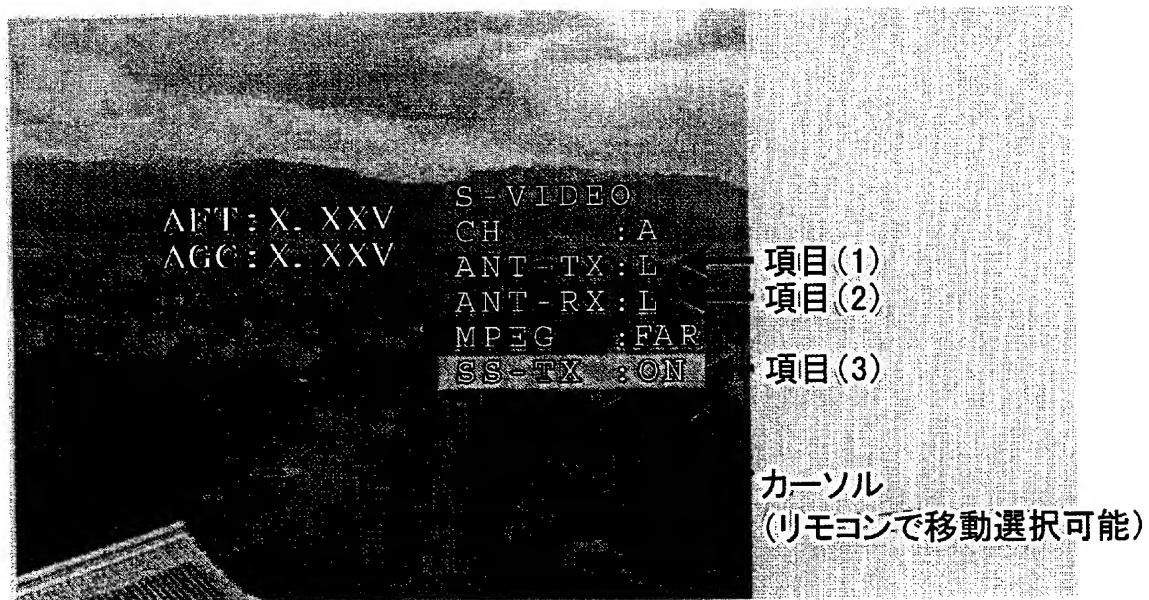 AFT:X. XXV
AGC:X. XXV
S-VIDEO
CH :A
ANT-TX:L
ANT-RX:L
MPEG :FAR
SS-TX :ON
項目(1)
項目(2)
項目(3)
カーソル
(リモコンで移動選択可能)